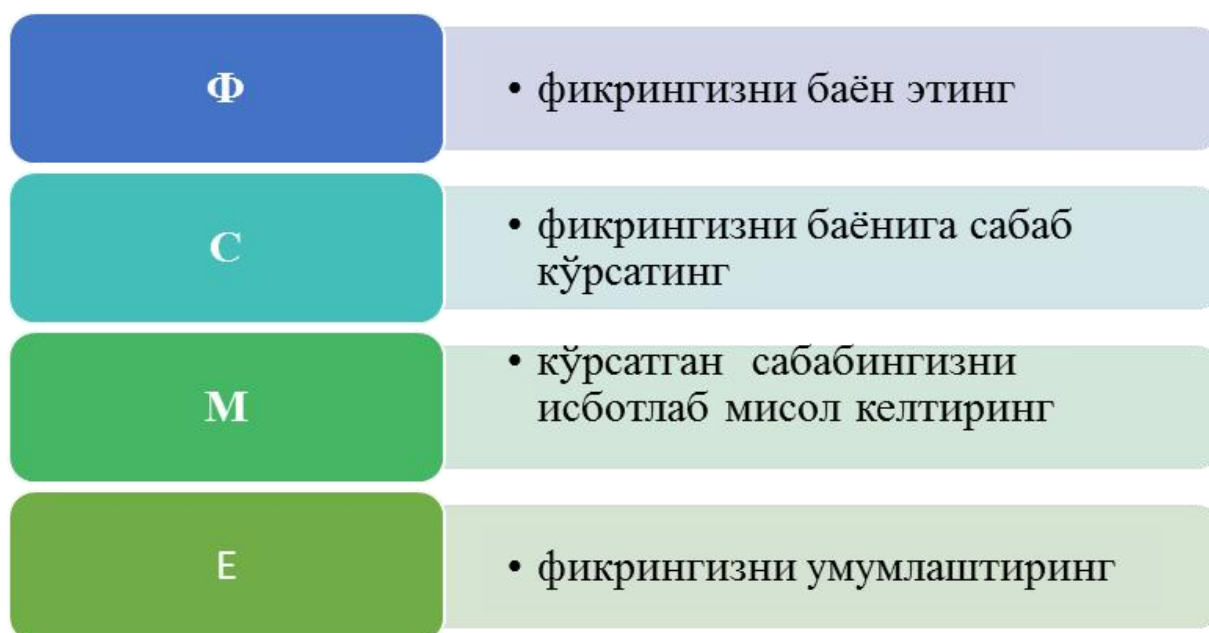 Ф
• фикрингизни баён этинг
С
• фикрингизни баёнига сабаб
кўрсатинг
М
• кўрсатган сабабингизни
исботлаб мисол келтиринг
Е
• фикрингизни умумлаштиринг